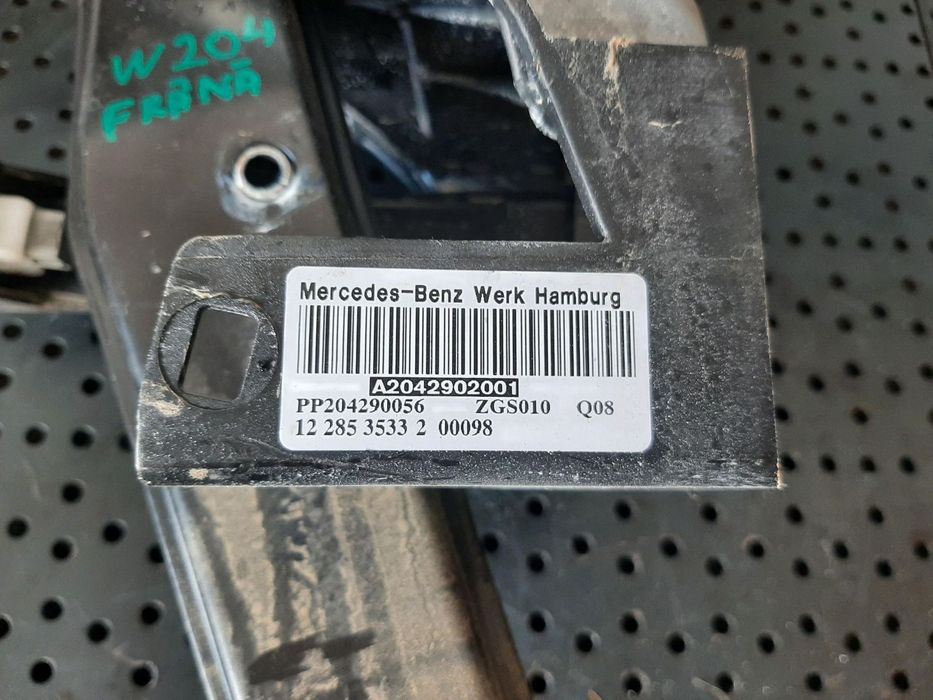 W204
FRÂNĂ
Mercedes-Benz Werk Hamburg
A2042902001
PP204290056 ZGS010 Q08
12 285 3533 2 00098